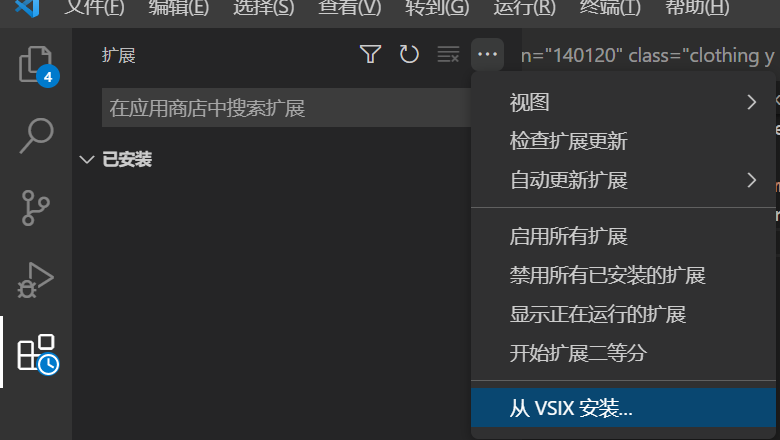 文件(F) 编辑(E) 选择(S) 查看(V) 转到(G) 运行(R) 终端(T) 帮助(H)
扩展
n="140120" class="clothing y
在应用商店中搜索扩展
已安装
4
视图
检查扩展更新
自动更新扩展
启用所有扩展
禁用所有已安装的扩展
显示正在运行的扩展
开始扩展二等分
从 VSIX 安装...